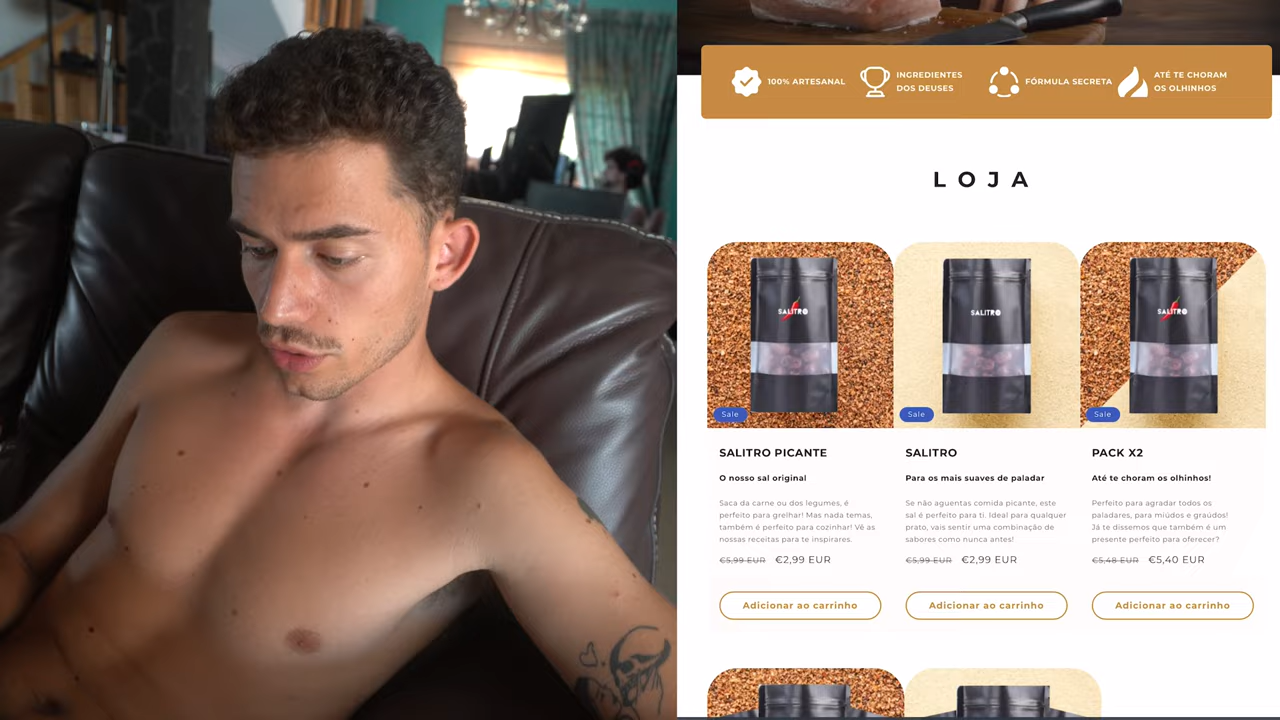 100% ARTESANAL
INGREDIENTES
DOS DEUSES
FÓRMULA SECRETA
ATÉ TE CHORAM
OS OLHINHOS
LOJA
SALITRO
SALITRO
SALITRO
Sale
Sale
Sale
SALITRO PICANTE
O nosso sal original
Saca da carne ou dos legumes, é
perfeito para grelhar! Mas nada temas,
também é perfeito para cozinhar! Vê as
nossas receitas para te inspirares.
€5,99 EUR €2,99 EUR
Adicionar ao carrinho
SALITRO
Para os mais suaves de paladar
Se não aguentas comida picante, este
sal é perfeito para ti. Ideal para qualquer
prato, vais sentir uma combinação de
sabores como nunca antes!
€5,99 EUR €2,99 EUR
Adicionar ao carrinho
PACK X2
Até te choram os olhinhos!
Perfeito para agradar todos os
paladares, para miúdos e graúdos!
Já te dissemos que também é um
presente perfeito para oferecer?
€5,48 EUR €5,40 EUR
Adicionar ao carrinho